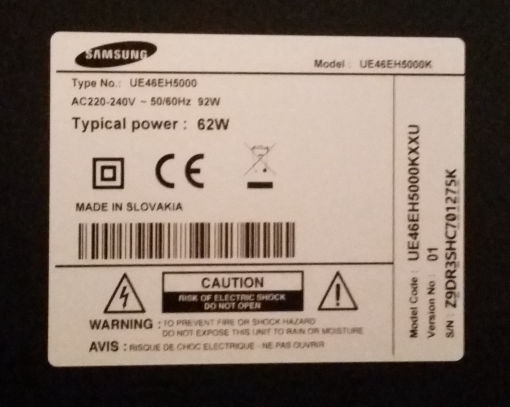 SAMSUNG
Model : UE46EH5000K
Type No.: UE46EH5000
AC220-240V ~ 50/60Hz 92W
Typical power : 62W
CE
MADE IN SLOVAKIA
CAUTION
RISK OF ELECTRIC SHOCK
DO NOT OPEN
WARNING : TO PREVENT FIRE OR SHOCK HAZARD
DO NOT EXPOSE THIS UNIT TO RAIN OR MOISTURE
AVIS : RISQUE DE CHOC ELECTRIQUE - NE PAS OUVRIR
Model Code : UE46EH5000KXXU
Version No : 01
S/N : Z9DR3SHC701275K